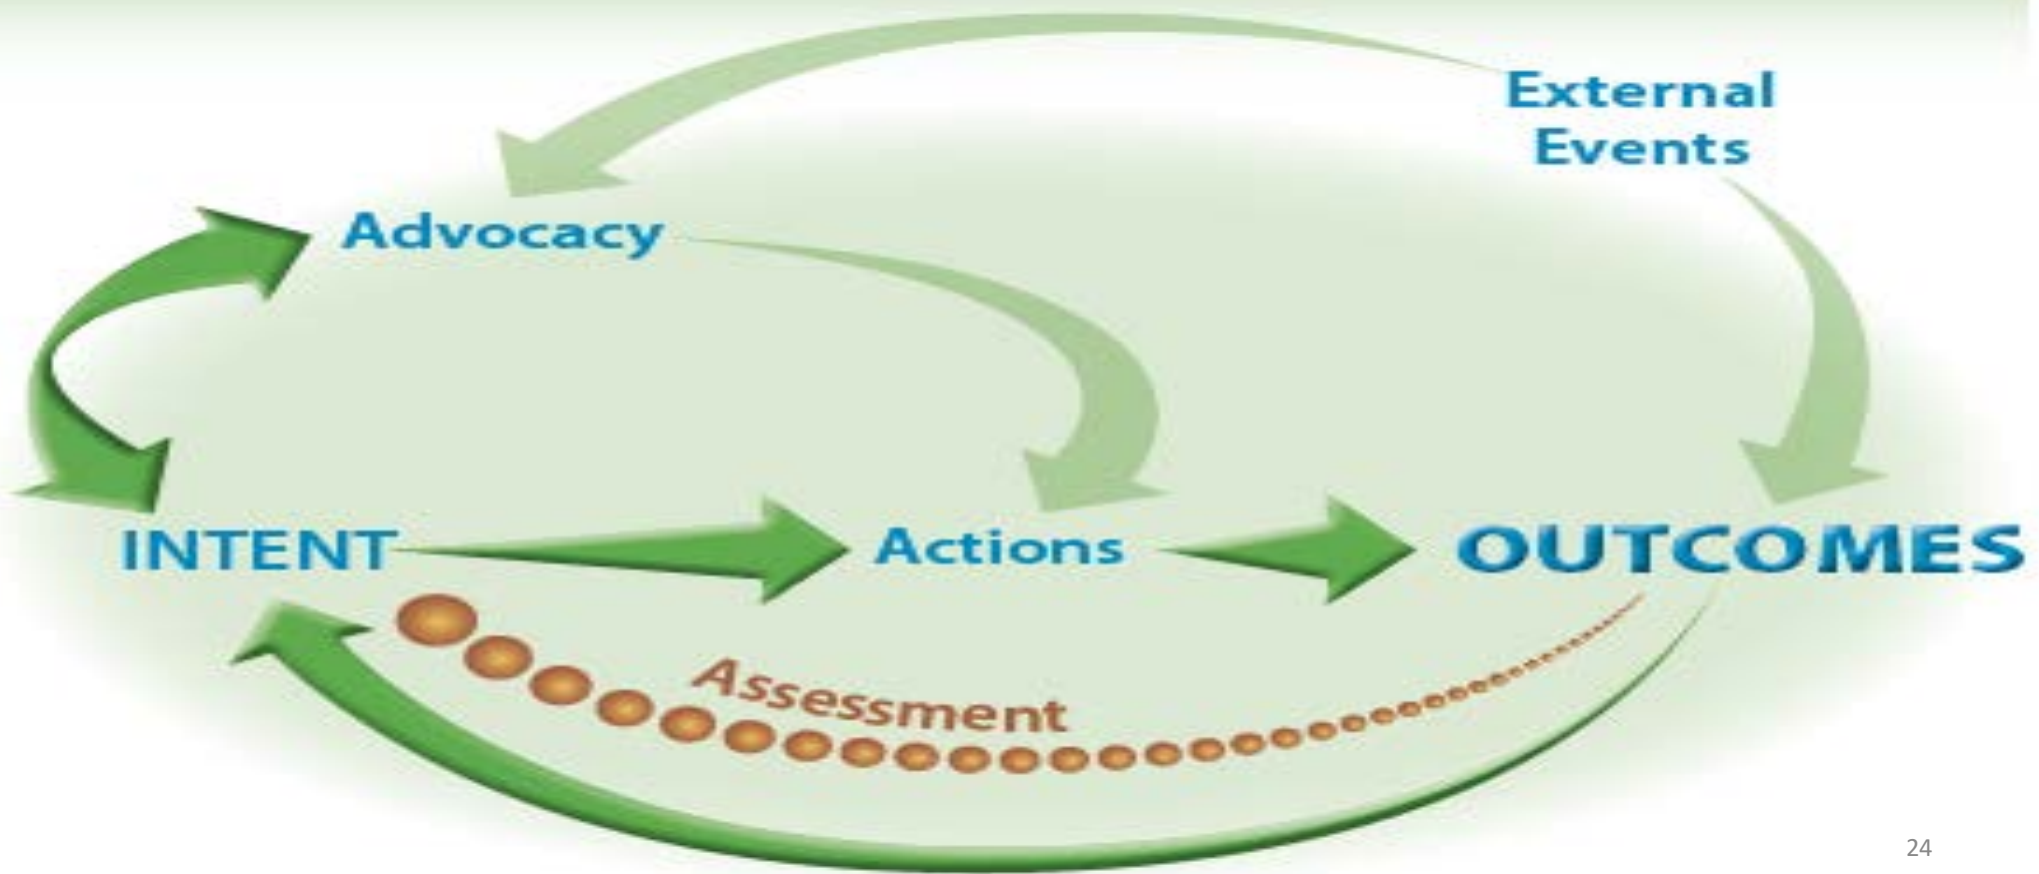 External
Events
Advocacy
INTENT
Actions
OUTCOMES
Assessment
24